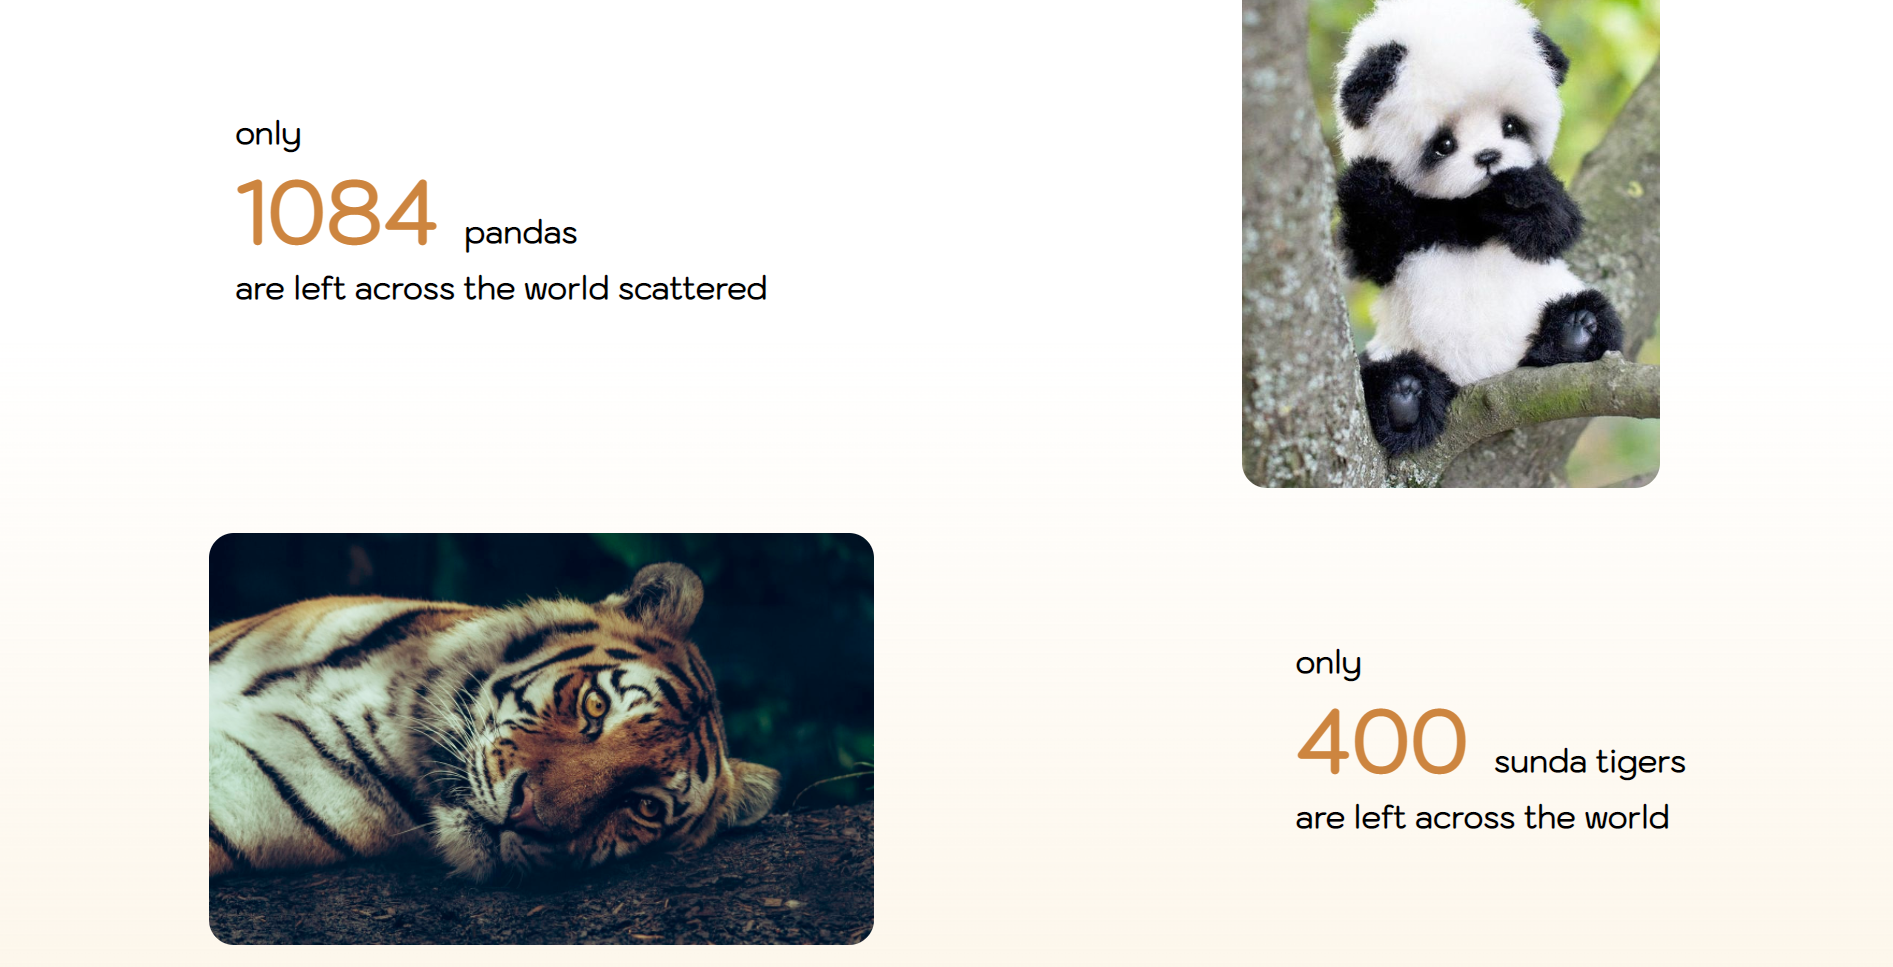 only
1084 pandas
are left across the world scattered
only
400 sunda tigers
are left across the world